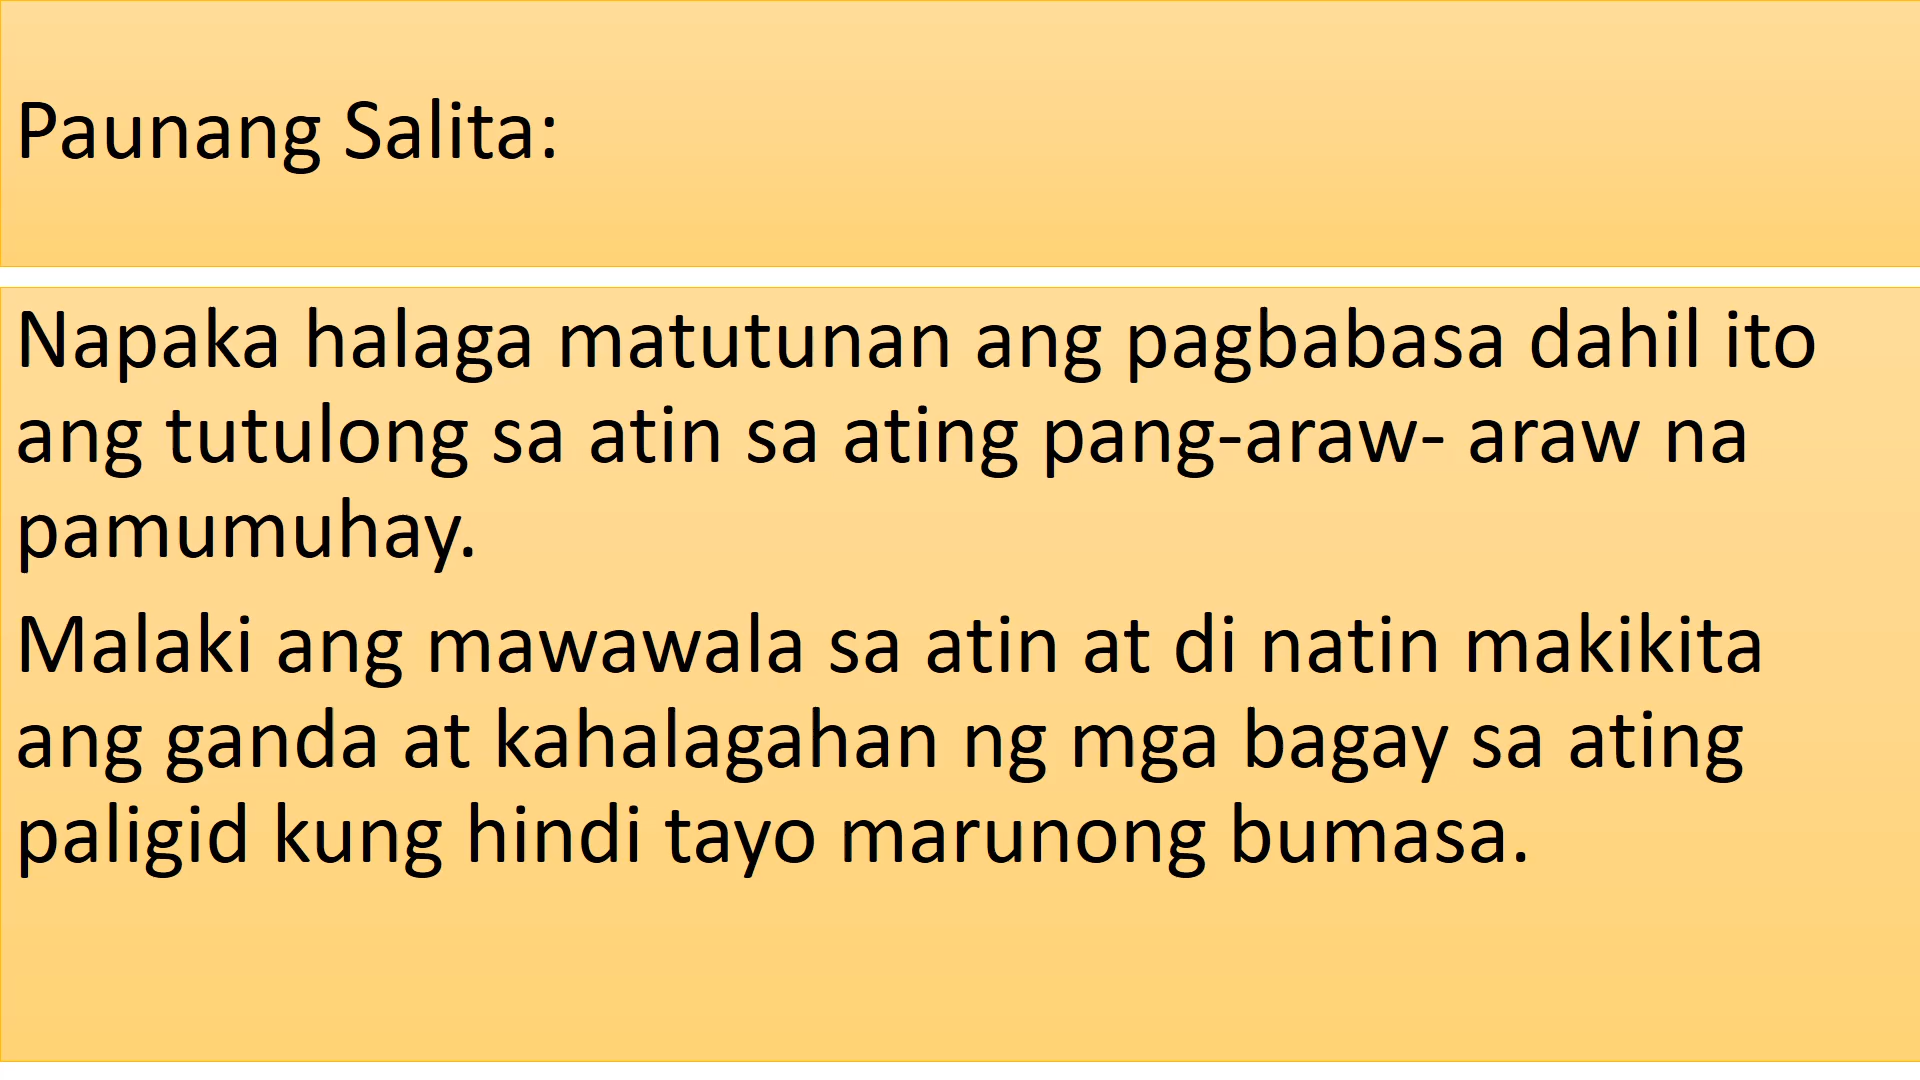 Paunang Salita:
Napaka halaga matutunan ang pagbabasa dahil ito
ang tutulong sa atin sa ating pang-araw- araw na
pamumuhay.
Malaki ang mawawala sa atin at di natin makikita
ang ganda at kahalagahan ng mga bagay sa ating
paligid kung hindi tayo marunong bumasa.